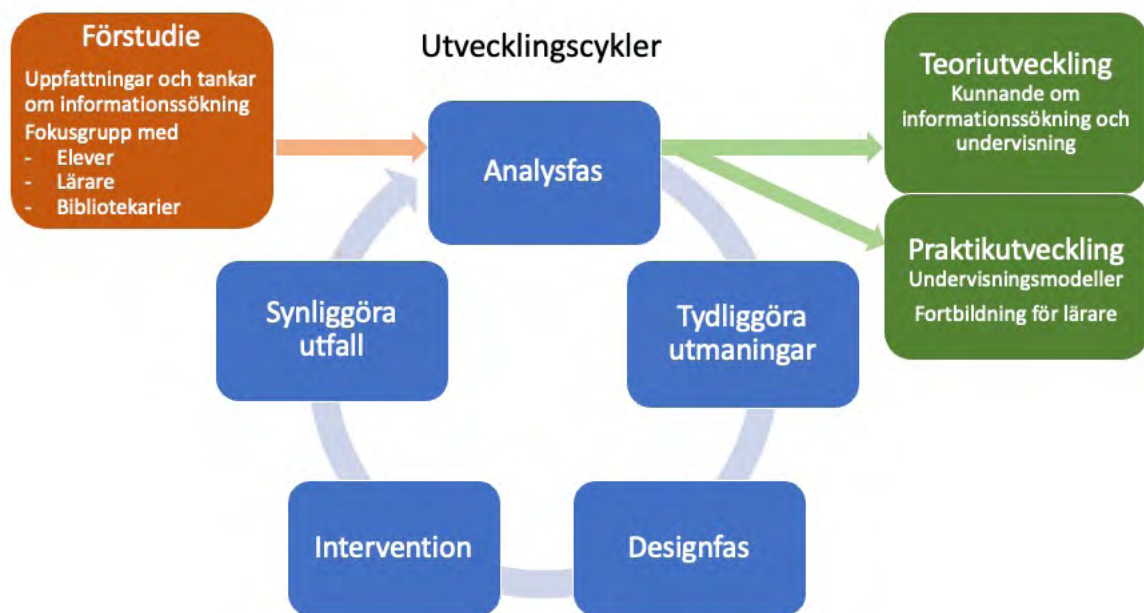 Förstudie
Uppfattningar och tankar
om informationssökning
Fokusgrupp med
- Elever
- Lärare
- Bibliotekarier
Utvecklingscykler
Analysfas
Teoriutveckling
Kunnande om
informationssökning och
undervisning
Praktikutveckling
Undervisningsmodeller
Fortbildning för lärare
Synliggöra
utfall
Tydliggöra
utmaningar
Intervention
Designfas